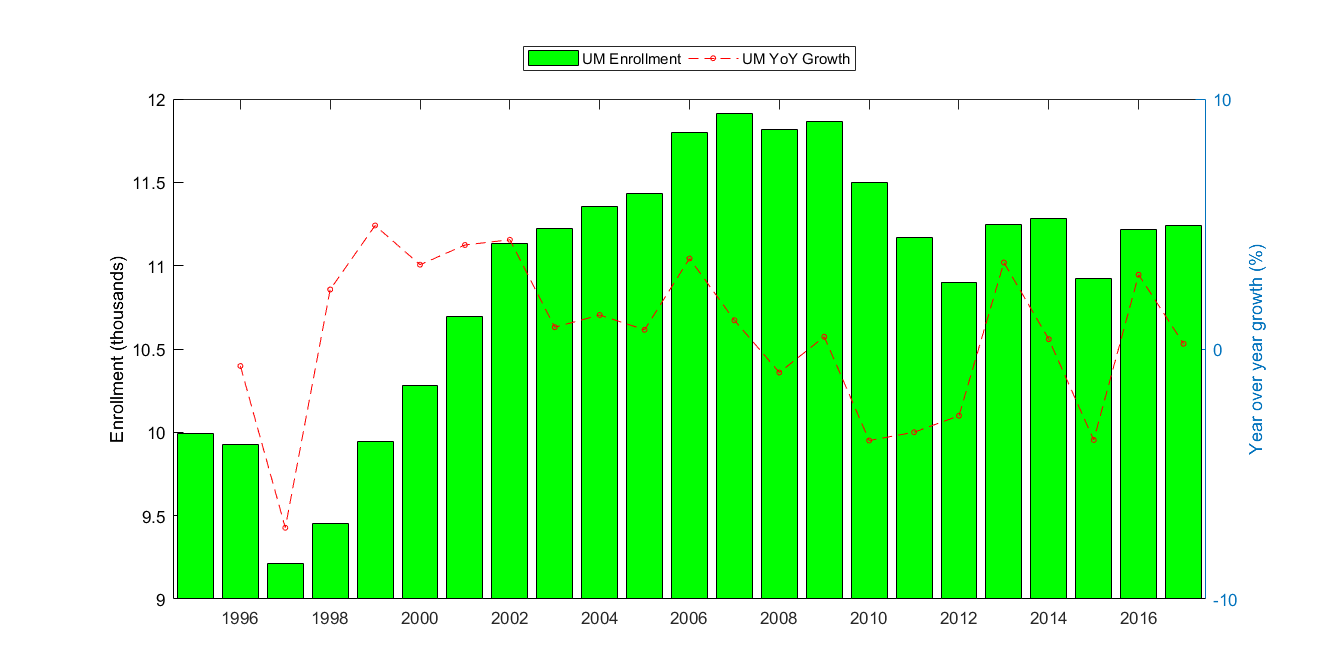 UM Enrollment UM YoY Growth
12
11.5
11
10.5
10
9.5
9
Enrollment (thousands)
10
0
-10
Year over year growth (%)
1996 1998 2000 2002 2004 2006 2008 2010 2012 2014 2016